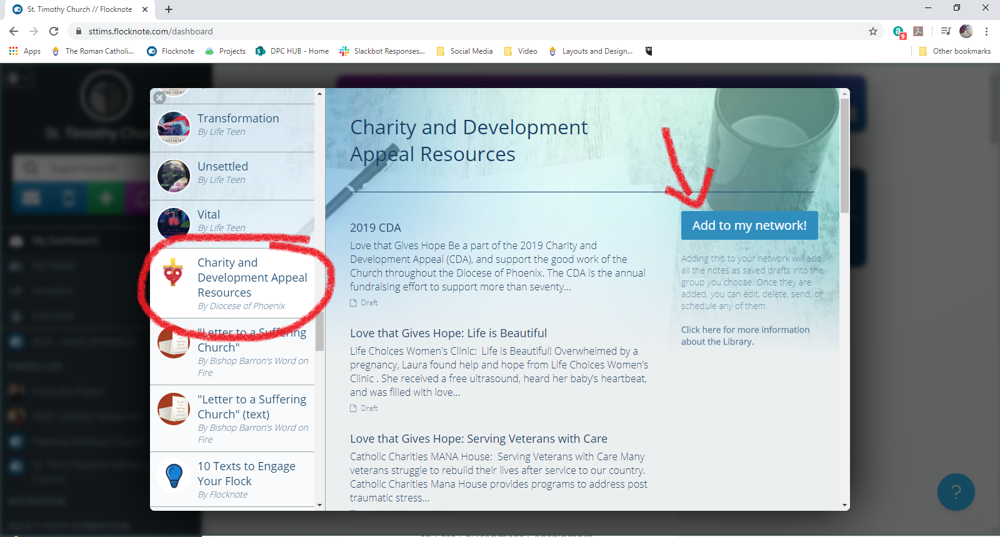 St. Timothy Church // Flocknote
sttims.flocknote.com/dashboard
9
Apps
The Roman Catholi...
Flocknote
Projects
DPC HUB - Home
Slackbot Responses...
Social Media
Video
Layouts and Design...
Other bookmarks
St. Timothy Chur
My Dashboard
Everyone
Transformation
By Life Teen
Unsettled
By Life Teen
Vital
By Life Teen
Charity and
Development Appeal
Resources
By Diocese of Phoenix
"Letter to a Suffering
Church"
By Bishop Barron's Word on
Fire
"Letter to a Suffering
Church" (text)
By Bishop Barron's Word on
Fire
10 Texts to Engage
Your Flock
By Flocknote
Charity and Development
Appeal Resources
2019 CDA
Love that Gives Hope Be a part of the 2019 Charity and
Development Appeal (CDA), and support the good work of the
Church throughout the Diocese of Phoenix. The CDA is the annual
fundraising effort to support more than seventy...
Draft
Love that Gives Hope: Life is Beautiful
Life Choices Women's Clinic:  Life is Beautiful! Overwhelmed by a
pregnancy, Laura found help and hope from Life Choices Women's
Clinic . She received a free ultrasound, heard her baby's heartbeat,
and was filled with love...
Draft
Love that Gives Hope: Serving Veterans with Care
Catholic Charities MANA House:  Serving Veterans with Care Many
veterans struggle to rebuild their lives after service to our country.
Catholic Charities Mana House provides programs to address post
traumatic stress...
Add to my network!
Adding this to your network will add
all the notes as saved drafts into the
group you choose. Once they are
added, you can edit, delete, send, or
schedule any of them.
Click here for more information
about the Library.
?